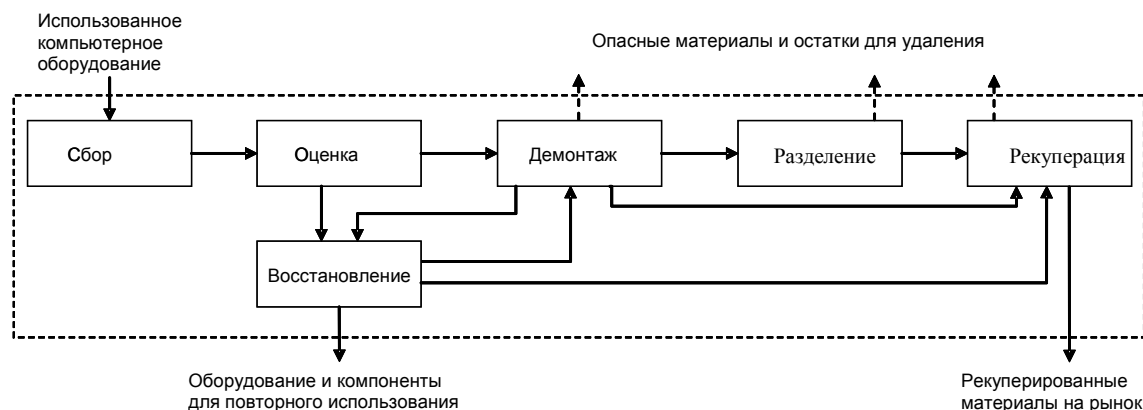 Использованное
компьютерное
оборудование
Опасные материалы и остатки для удаления
Сбор
Оценка
Демонтаж
Разделение
Рекуперация
Восстановление
Оборудование и компоненты
для повторного использования
Рекуперированные
материалы на рынок